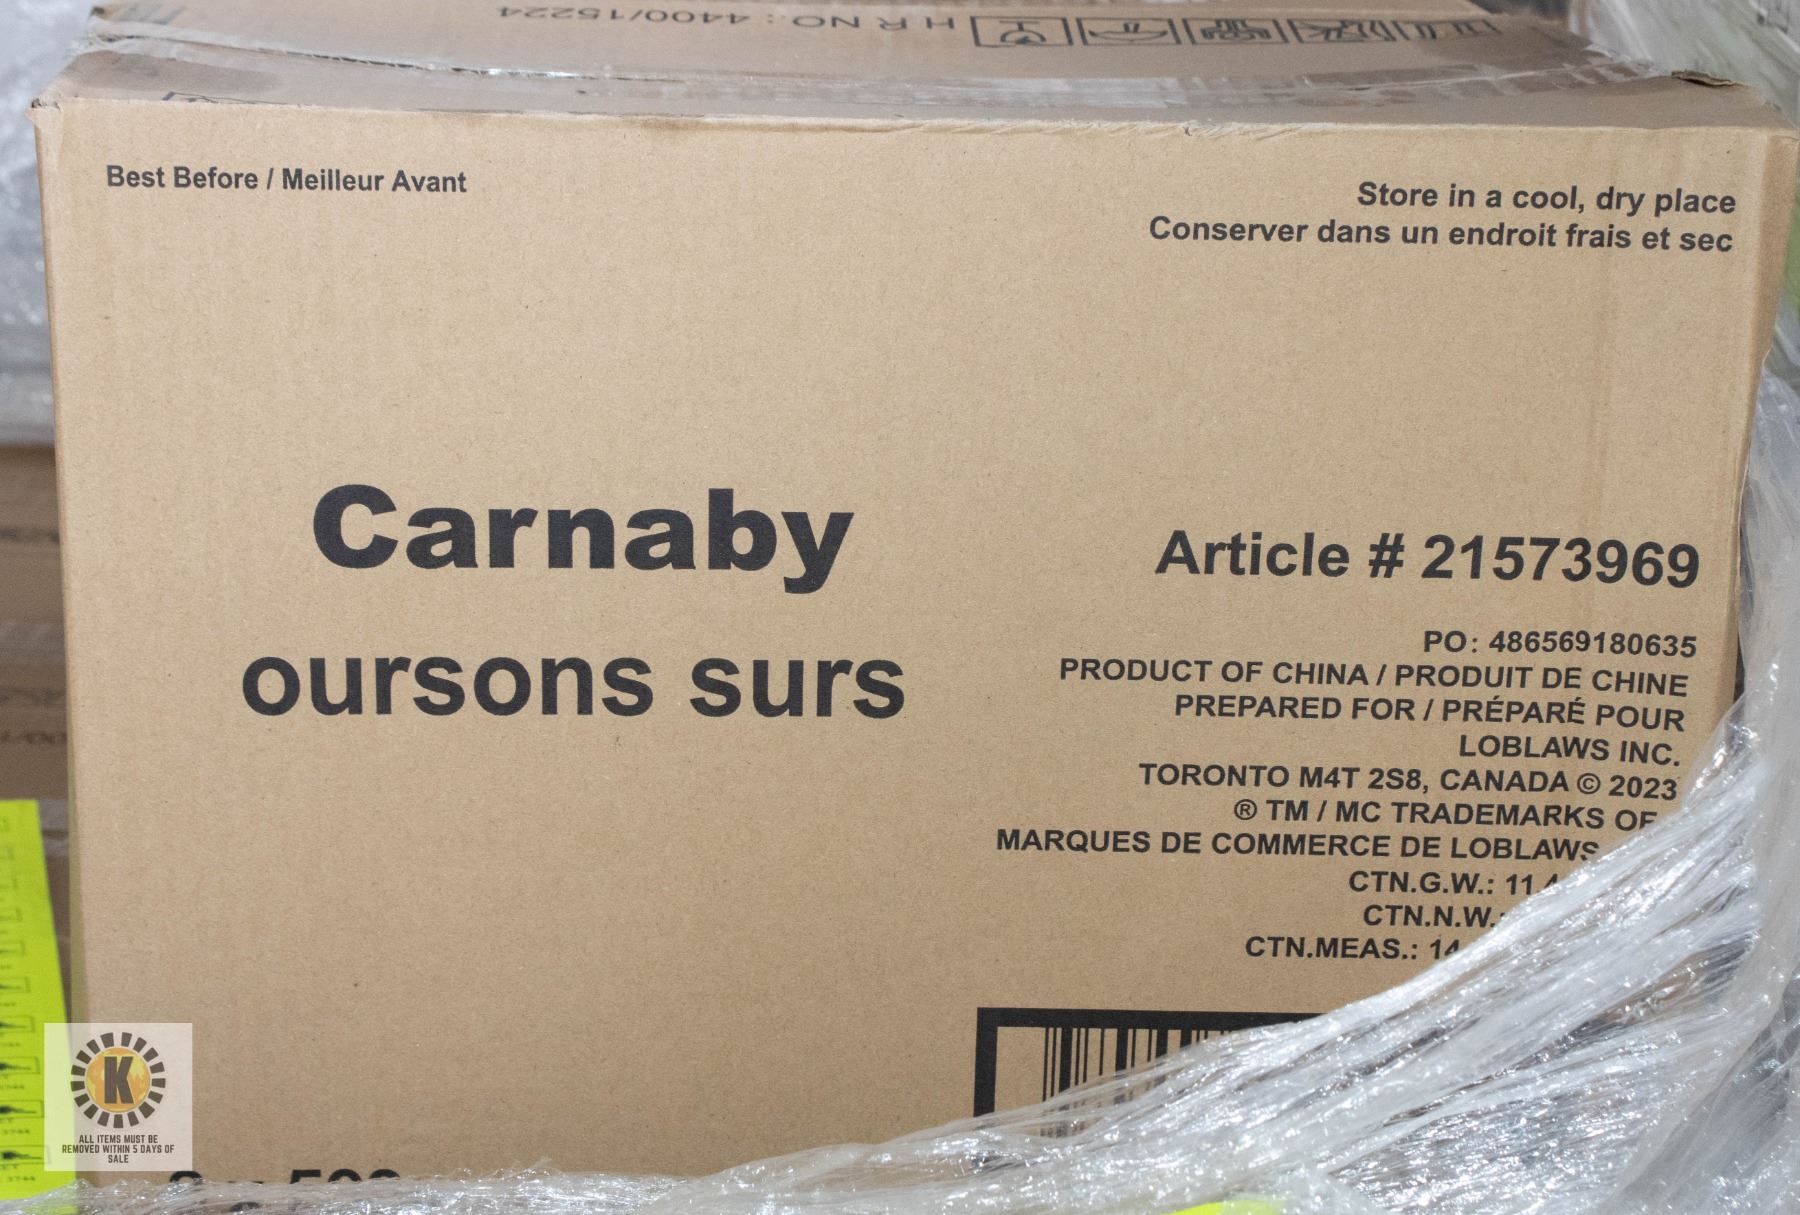 H R NO.: 4400/15224
Best Before / Meilleur Avant
Store in a cool, dry place
Conserver dans un endroit frais et sec
Carnaby
oursons surs
Article # 21573969
PO: 486569180635
PRODUCT OF CHINA / PRODUIT DE CHINE
PREPARED FOR / PRÉPARÉ POUR
LOBLAWS INC.
TORONTO M4T 2S8, CANADA © 2023
® TM / MC TRADEMARKS OF
MARQUES DE COMMERCE DE LOBLAWS
CTN.G.W.: 11.4
CTN.N.W.:
CTN.MEAS.: 14
K
ALL ITEMS MUST BE
REMOVED WITHIN 5 DAYS OF
SALE